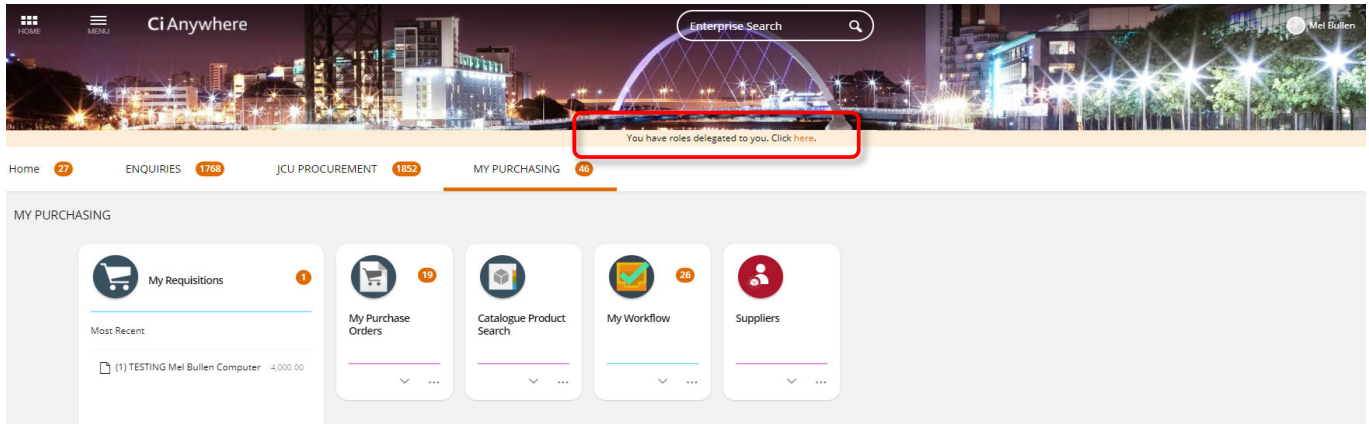 HOME
MENU
CiAnywhere
Enterprise Search
Mel Bullen
You have roles delegated to you. Click here.
Home 27
ENQUIRIES 1768
JCU PROCUREMENT 1852
MY PURCHASING 46
MY PURCHASING
My Requisitions 1
Most Recent
(1) TESTING Mel Bullen Computer 4,000.00
19
My Purchase
Orders
Catalogue Product
Search
26
My Workflow
Suppliers